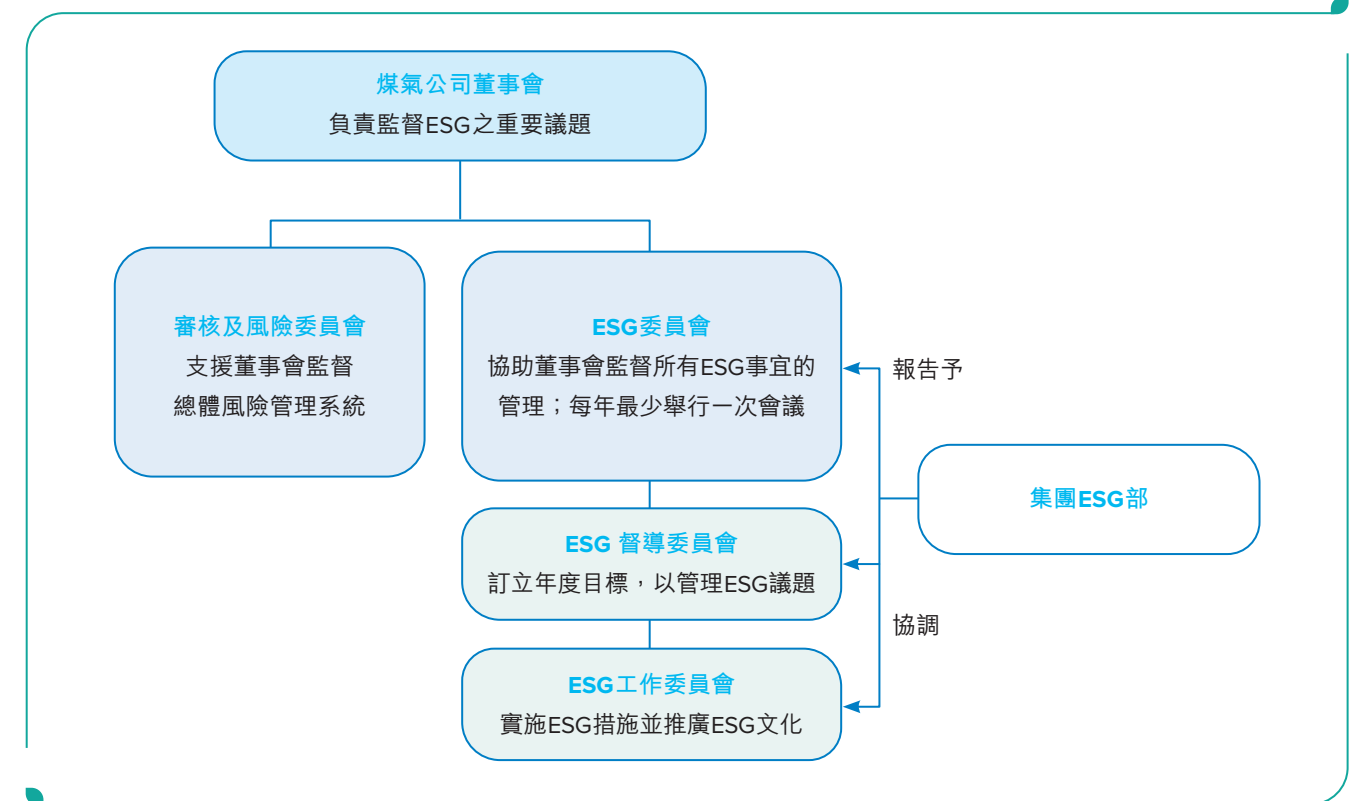 煤氣公司董事會
負責監督ESG之重要議題
審核及風險委員會
支援董事會監督
總體風險管理系統
ESG委員會
協助董事會監督所有ESG事宜的
管理；每年最少舉行一次會議
報告予
集團ESG部
ESG 督導委員會
訂立年度目標，以管理ESG議題
協調
ESG工作委員會
實施ESG措施並推廣ESG文化